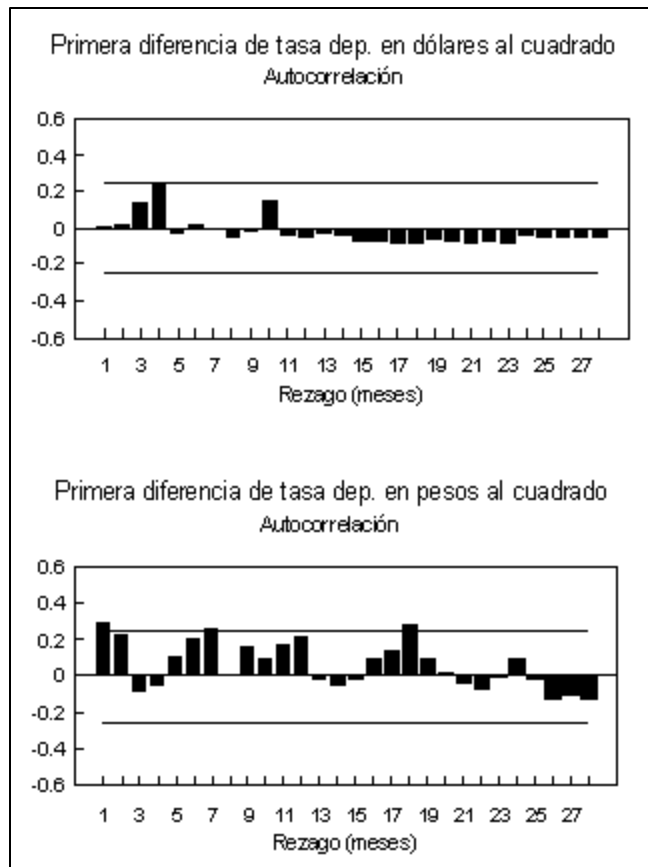 Primera diferencia de tasa dep. en dólares al cuadrado
Autocorrelación
0.6
0.4
0.2
0
-0.2
-0.4
-0.6
1 3 5 7 9 11 13 15 17 19 21 23 25 27
Rezago (meses)
Primera diferencia de tasa dep. en pesos al cuadrado
Autocorrelación
0.6
0.4
0.2
0
-0.2
-0.4
-0.6
1 3 5 7 9 11 13 15 17 19 21 23 25 27
Rezago (meses)